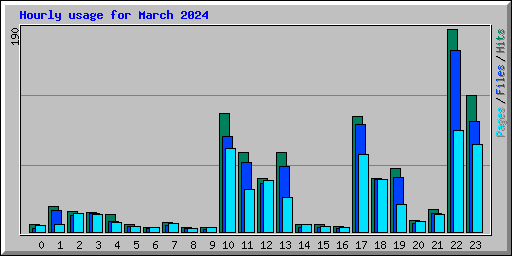 Hourly usage for March 2024
190
Pages/Files/Hits
0 1 2 3 4 5 6 7 8 9 10 11 12 13 14 15 16 17 18 19 20 21 22 23